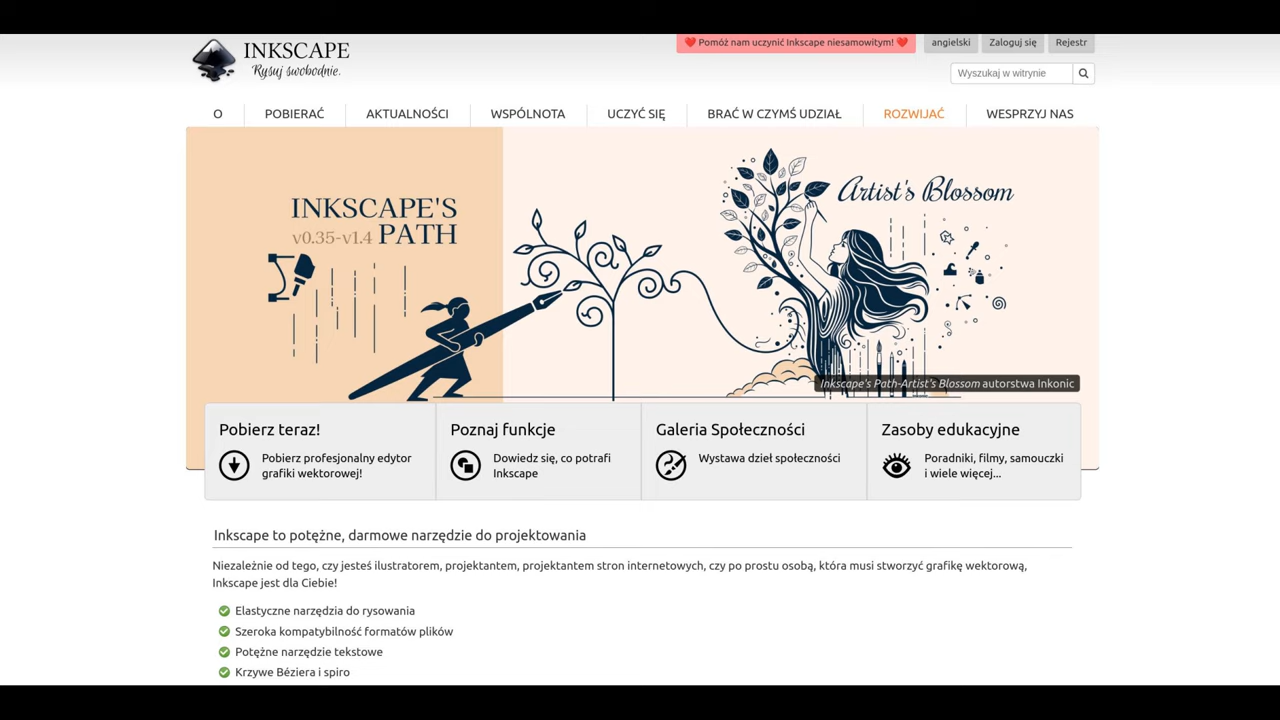 INKSCAPE
Rysuj swobodnie.
Pomóż nam uczynić Inkscape niesamowitym!
angielski
Zaloguj się
Rejestr
Wyszukaj w witrynie
O
POBIERAĆ
AKTUALNOŚCI
WSPÓLNOTA
UCZYĆ SIĘ
BRAĆ W CZYMŚ UDZIAŁ
ROZWIJAĆ
WESPRZYJ NAS
INKSCAPE'S
v0.35-v1.4 PATH
Artist's Blossom
Inkscape's Path-Artist's Blossom autorstwa Inkonic
Pobierz teraz!
Pobierz profesjonalny edytor
grafiki wektorowej!
Poznaj funkcje
Dowiedz się, co potrafi
Inkscape
Galeria Społeczności
Wystawa dzieł społeczności
Zasoby edukacyjne
Poradniki, filmy, samouczki
i wiele więcej...
Inkscape to potężne, darmowe narzędzie do projektowania
Niezależnie od tego, czy jesteś ilustratorem, projektantem, projektantem stron internetowych, czy po prostu osobą, która musi stworzyć grafikę wektorową,
Inkscape jest dla Ciebie!
Elastyczne narzędzia do rysowania
Szeroka kompatybilność formatów plików
Potężne narzędzie tekstowe
Krzywe Béziera i spiro